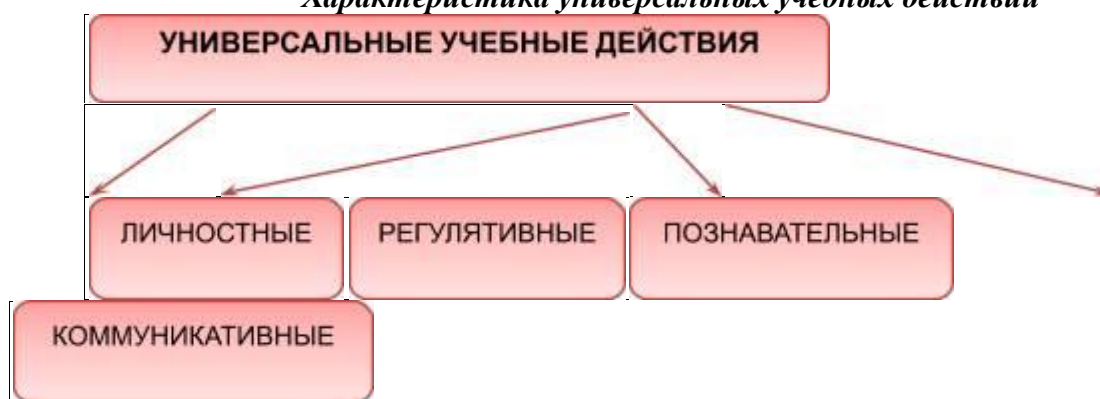 Характеристика универсальных учебных действий
УНИВЕРСАЛЬНЫЕ УЧЕБНЫЕ ДЕЙСТВИЯ
ЛИЧНОСТНЫЕ
РЕГУЛЯТИВНЫЕ
ПОЗНАВАТЕЛЬНЫЕ
КОММУНИКАТИВНЫЕ